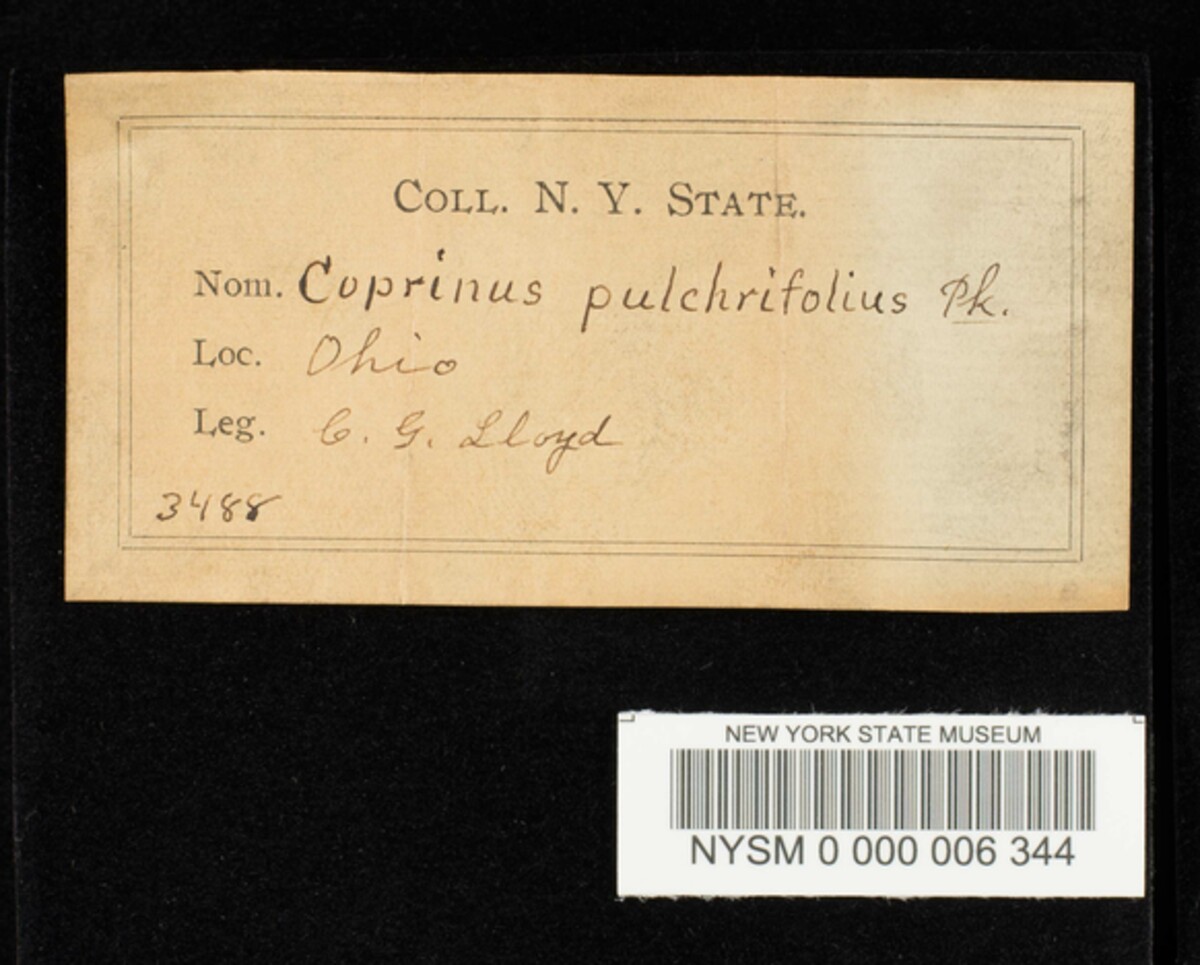 COLL. N. Y. STATE.
Nom. Coprinus pulchrifolius Pk.
Loc. Ohio
Leg. C. G. Lloyd
3488
NEW YORK STATE MUSEUM
NYSM 0 000 006 344